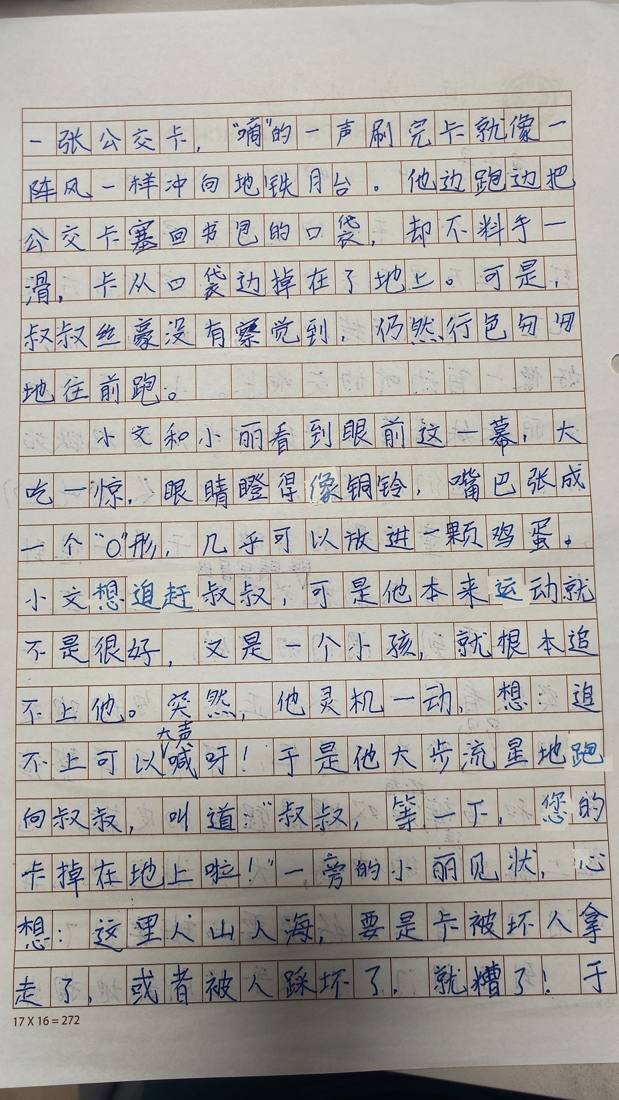 一张公交卡，“嘀”的一声刷完卡就像一
阵风一样冲向地铁月台。他边跑边把
公交卡塞回书包的口袋，却不料手一
滑，卡从口袋边掉在了地上。可是，
叔叔丝豪没有察觉到，仍然行色匆匆
地往前跑。
小文和小丽看到眼前这一幕，大
吃一惊，眼睛瞪得像铜铃，嘴巴张成
一个“O”形，几乎可以放进一颗鸡蛋。
小文想追赶叔叔，可是他本来运动就
不是很好，又是一个小孩，就根本追
不上他。突然，他灵机一动，想：追
不上可以大声喊呀！于是他大步流星地跑
向叔叔，叫道：“叔叔，等一下，您的
卡掉在地上啦！”一旁的小丽见状，心
想：这里人山人海，要是卡被坏人拿
走了，或者被人踩坏了，就糟了！于
17 X 16 = 272